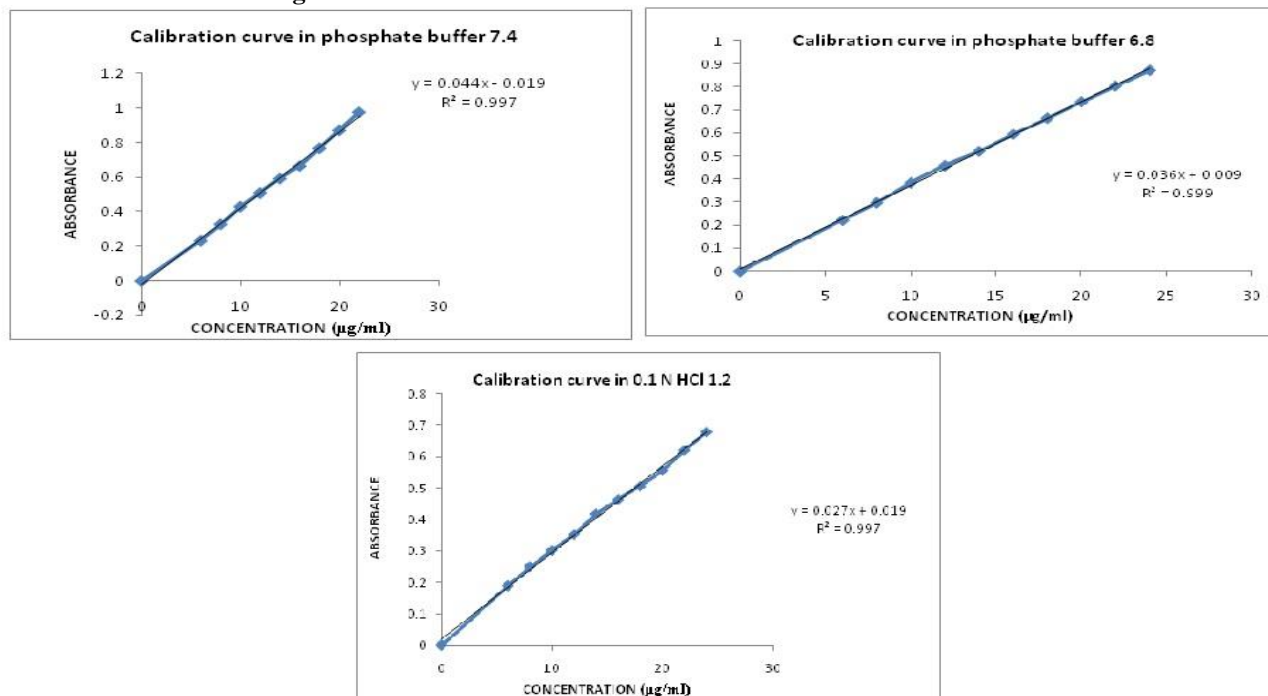 Calibration curve in phosphate buffer 7.4
y = 0.044x - 0.019
R² = 0.997
1.2
1
0.8
0.6
0.4
0.2
0
-0.2
0
10
20
30
ABSORBANCE
CONCENTRATION (µg/ml)
Calibration curve in phosphate buffer 6.8
y = 0.036x + 0.009
R² = 0.999
1
0.9
0.8
0.7
0.6
0.5
0.4
0.3
0.2
0.1
0
0
5
10
15
20
25
30
ABSORBANCE
CONCENTRATION (µg/ml)
Calibration curve in 0.1 N HCl 1.2
y = 0.027x + 0.019
R² = 0.997
0.8
0.7
0.6
0.5
0.4
0.3
0.2
0.1
0
0
10
20
30
ABSORBANCE
CONCENTRATION (µg/ml)